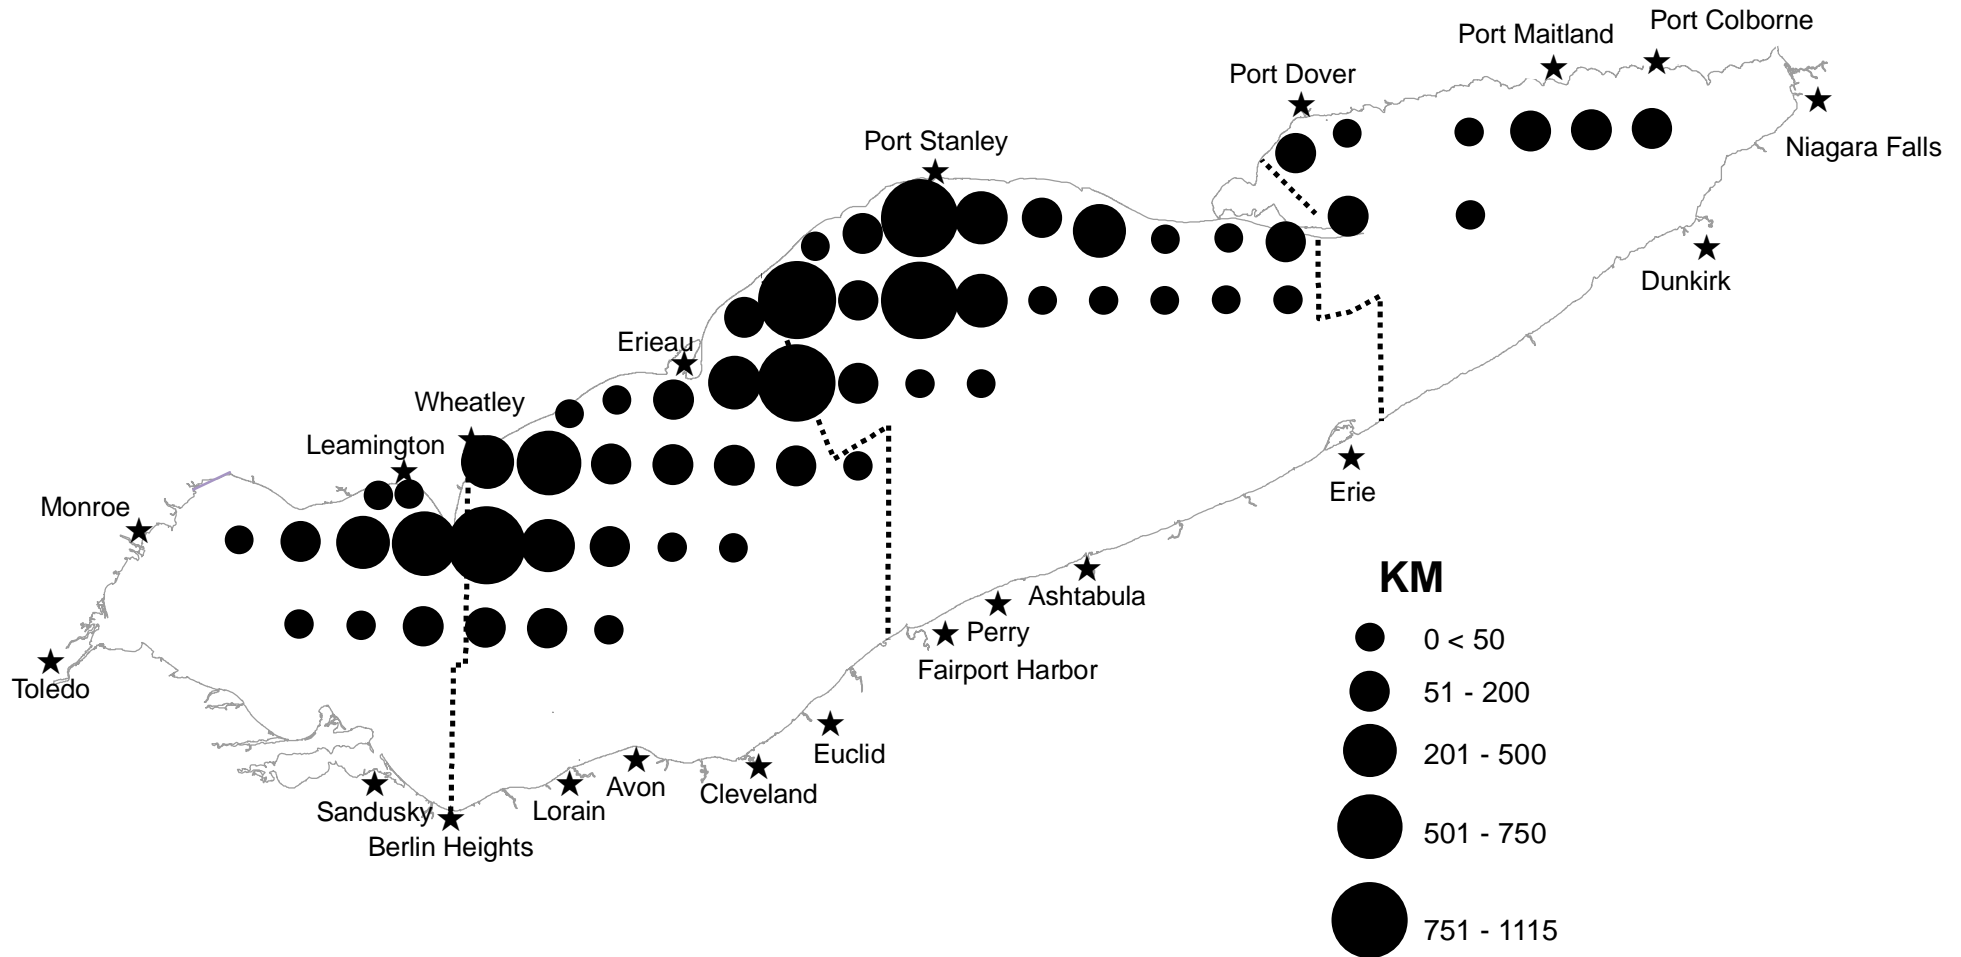 Port Colborne
Port Maitland
Port Dover
Port Stanley
Niagara Falls
Dunkirk
Erieau
Wheatley
Leamington
Monroe
Erie
Ashtabula
Perry
Fairport Harbor
Toledo
Euclid
Avon
Cleveland
Lorain
Sandusky
Berlin Heights
KM
0 < 50
51 - 200
201 - 500
501 - 750
751 - 1115